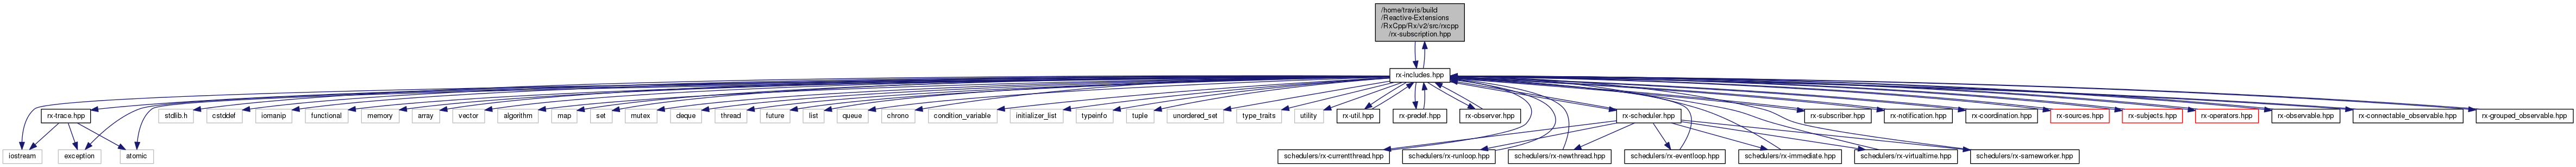 /home/travis/build
/Reactive-Extensions
/RxCpp/Rx/v2/src/rxcpp
/rx-subscription.hpp
rx-includes.hpp
rx-trace.hpp
stdlib.h
cstddef
iomanip
functional
memory
array
vector
algorithm
map
set
mutex
deque
thread
future
list
queue
chrono
condition_variable
initializer_list
typeinfo
tuple
unordered_set
type_traits
utility
rx-util.hpp
rx-predef.hpp
rx-observer.hpp
rx-scheduler.hpp
rx-subscriber.hpp
rx-notification.hpp
rx-coordination.hpp
rx-sources.hpp
rx-subjects.hpp
rx-operators.hpp
rx-observable.hpp
rx-connectable_observable.hpp
rx-grouped_observable.hpp
iostream
exception
atomic
schedulers/rx-currentthread.hpp
schedulers/rx-runloop.hpp
schedulers/rx-newthread.hpp
schedulers/rx-eventloop.hpp
schedulers/rx-immediate.hpp
schedulers/rx-virtualtime.hpp
schedulers/rx-sameworker.hpp